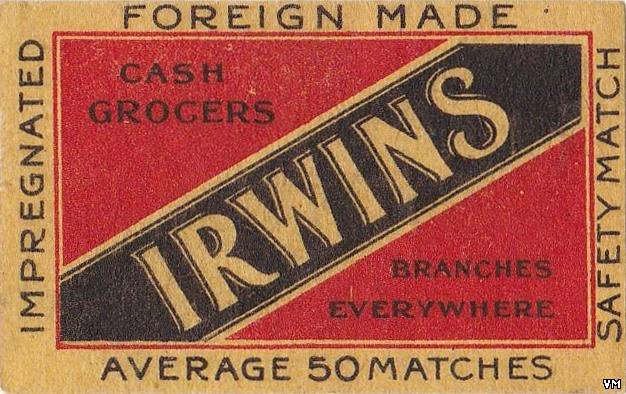 FOREIGN MADE
IMPREGNATED
CASH
GROCERS
IRWINS
BRANCHES
EVERYWHERE
SAFETY MATCH
AVERAGE 50 MATCHES
VM